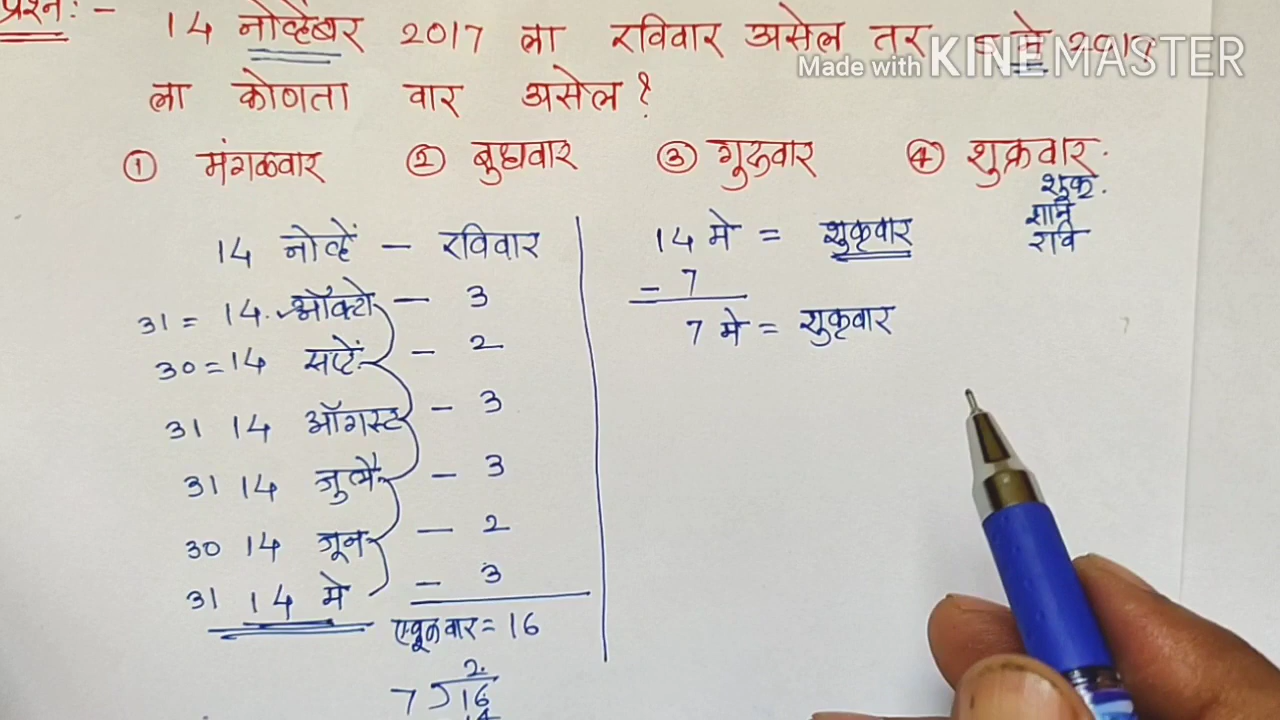 प्रश्न:- 14 नोव्हेंबर 2017 ला रविवार असेल तर 5 मे 2017
Made with KINEMASTER
ला कोणता वार असेल?
① मंगळवार ② बुधवार ③ गुरुवार ④ शुक्रवार.
शुक्र.
शनि
रवि
14 नोव्हें – रविवार
31 = 14. ऑक्टो – 3
30 = 14 सप्टें. – 2
31 14 ऑगस्ट – 3
31 14 जुलै – 3
30 14 जून – 2
31 14 मे – 3
एकूण वार = 16
2.
7 16
14
14 मे = शुक्रवार
– 7
7 मे = शुक्रवार